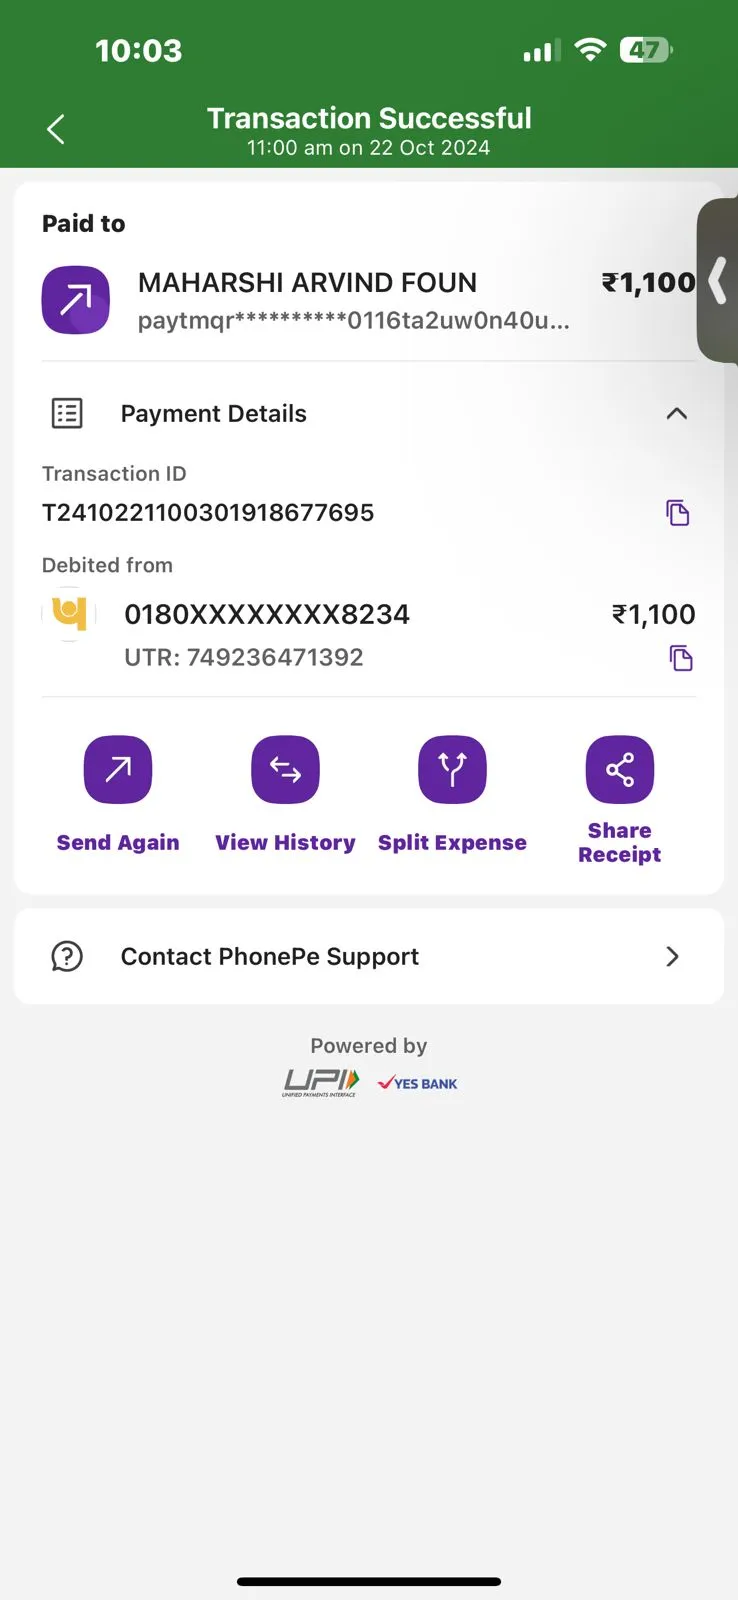 10:03
47
Transaction Successful
11:00 am on 22 Oct 2024
Paid to
MAHARSHI ARVIND FOUN
₹1,100
paytmqr**********0116ta2uw0n40u...
Payment Details
Transaction ID
T2410221100301918677695
Debited from
0180XXXXXXXX8234
₹1,100
UTR: 749236471392
Send Again
View History
Split Expense
Share
Receipt
Contact PhonePe Support
Powered by
UPI
UNIFIED PAYMENTS INTERFACE
YES BANK